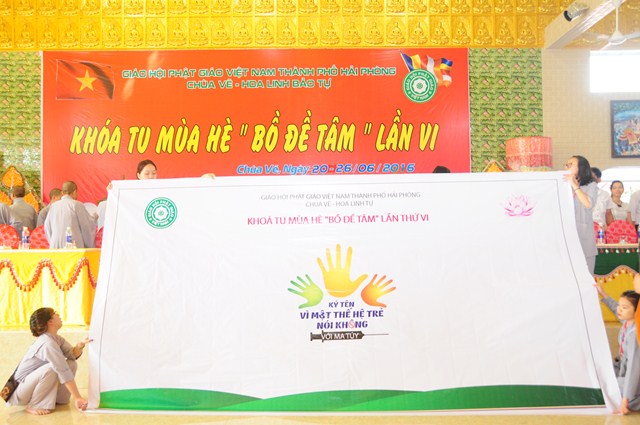 GIÁO HỘI PHẬT GIÁO VIỆT NAM THÀNH PHỐ HẢI PHÒNG
CHÙA VẼ - HOA LINH BẢO TỰ
KHÓA TU MÙA HÈ " BỒ ĐỀ TÂM " LẦN VI
Chùa Vẽ, Ngày: 20-26/06/2016
GIÁO HỘI PHẬT GIÁO VIỆT NAM THÀNH PHỐ HẢI PHÒNG
CHÙA VẼ - HOA LINH TỰ
KHOÁ TU MÙA HÈ "BỒ ĐỀ TÂM" LẦN THỨ VI
KÝ TÊN
VÌ MỘT THẾ HỆ TRẺ
NÓI KHÔNG
VỚI MA TÚY